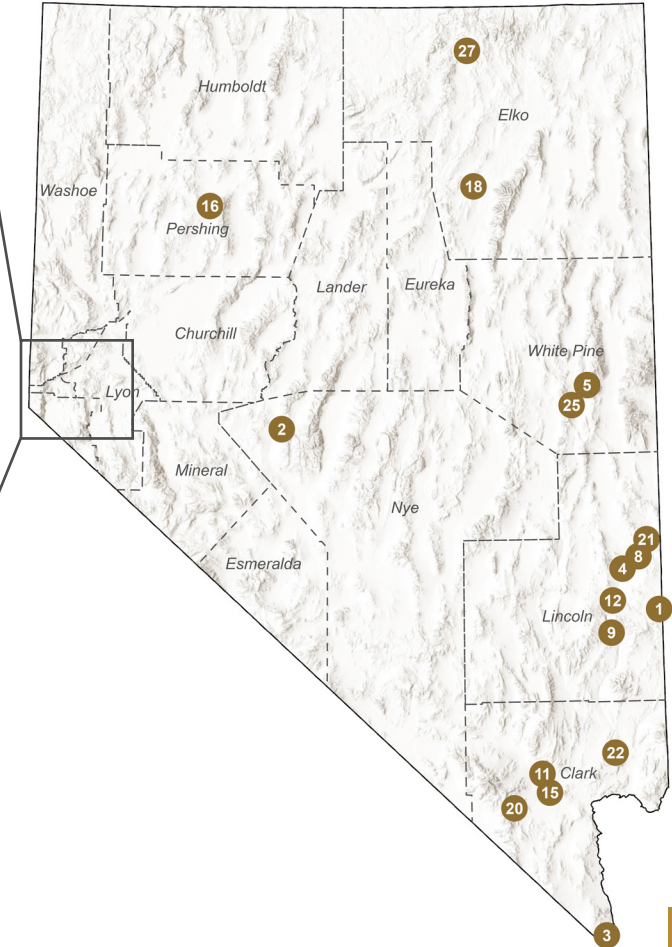 27
Humboldt
Elko
18
Washoe
16
Pershing
Lander
Eureka
Churchill
White Pine
5
Lyon
25
2
Mineral
Nye
21
8
Esmeralda
4
12
1
Lincoln
9
22
11
Clark
15
20
3